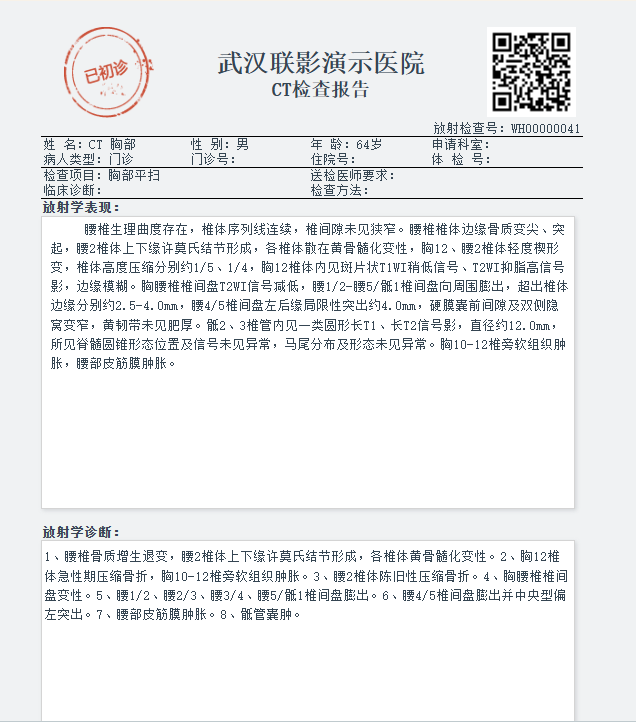 已初诊
武汉联影演示医院
CT检查报告
放射检查号：WH00000041
姓 名：CT 胸部 性 别：男 年 龄：64岁 申请科室：
病人类型：门诊 门诊号： 住院号： 体 检 号：
检查项目：胸部平扫 送检医师要求：
临床诊断： 检查方法：
放射学表现：
腰椎生理曲度存在，椎体序列线连续，椎间隙未见狭窄。腰椎椎体边缘骨质变尖、突
起，腰2椎体上下缘许莫氏结节形成，各椎体散在黄骨髓化变性，胸12、腰2椎体轻度楔形
变，椎体高度压缩分别约1/5、1/4，胸12椎体内见斑片状T1WI稍低信号、T2WI抑脂高信号
影，边缘模糊。胸腰椎椎间盘T2WI信号减低，腰1/2-腰5/骶1椎间盘向周围膨出，超出椎体
边缘分别约2.5-4.0mm，腰4/5椎间盘左后缘局限性突出约4.0mm，硬膜囊前间隙及双侧隐
窝变窄，黄韧带未见肥厚。骶2、3椎管内见一类圆形长T1、长T2信号影，直径约12.0mm，
所见脊髓圆锥形态位置及信号未见异常，马尾分布及形态未见异常。胸10-12椎旁软组织肿
胀，腰部皮筋膜肿胀。
放射学诊断：
1、腰椎骨质增生退变，腰2椎体上下缘许莫氏结节形成，各椎体黄骨髓化变性。2、胸12椎
体急性期压缩骨折，胸10-12椎旁软组织肿胀。3、腰2椎体陈旧性压缩骨折。4、胸腰椎椎间
盘变性。5、腰1/2、腰2/3、腰3/4、腰5/骶1椎间盘膨出。6、腰4/5椎间盘膨出并中央型偏
左突出。7、腰部皮筋膜肿胀。8、骶管囊肿。